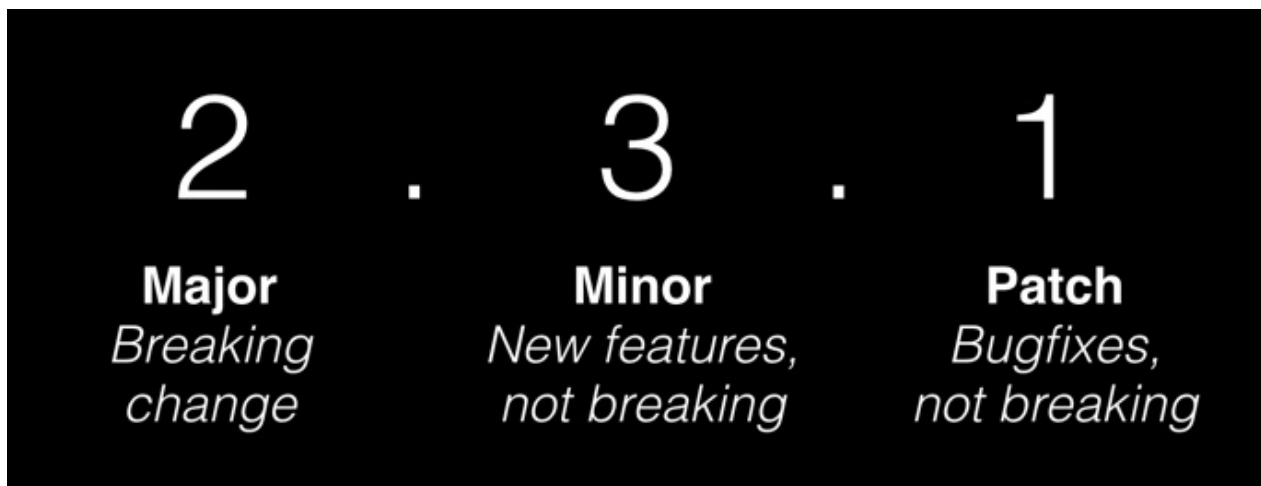 2 . 3 . 1
Major Minor Patch
Breaking New features, Bugfixes,
change not breaking not breaking